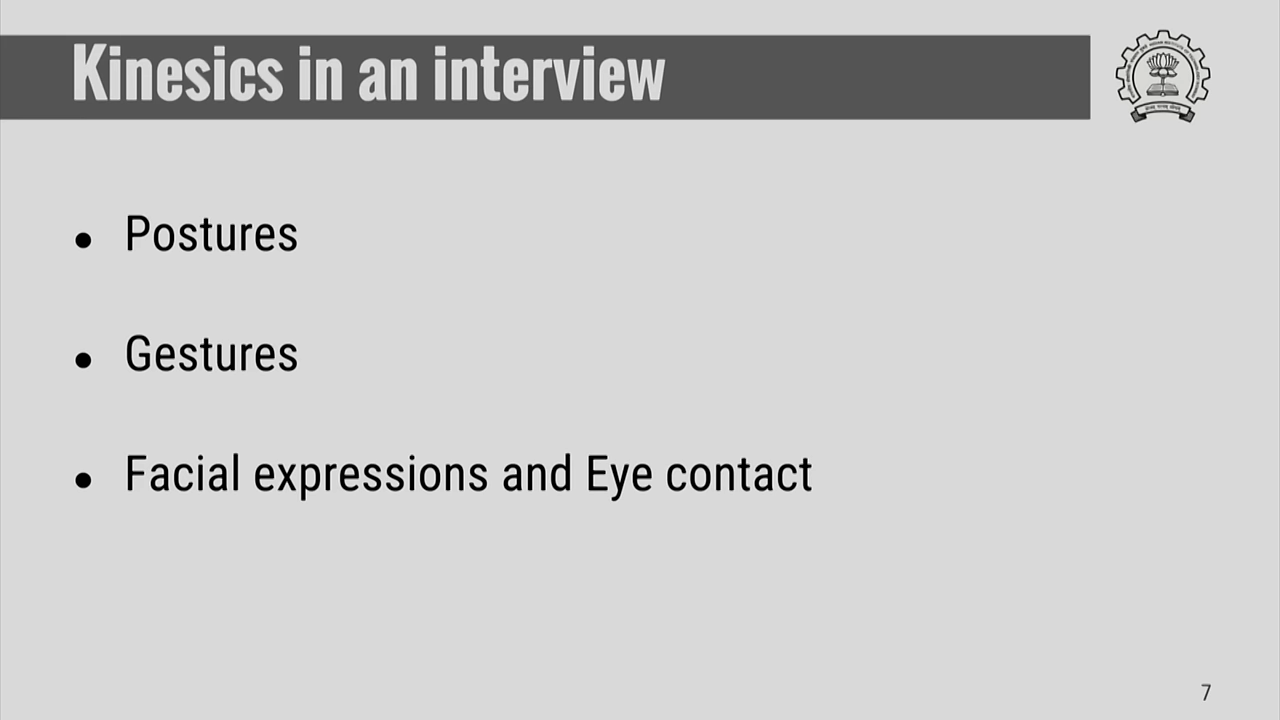 Kinesics in an interview
● Postures
● Gestures
● Facial expressions and Eye contact
7